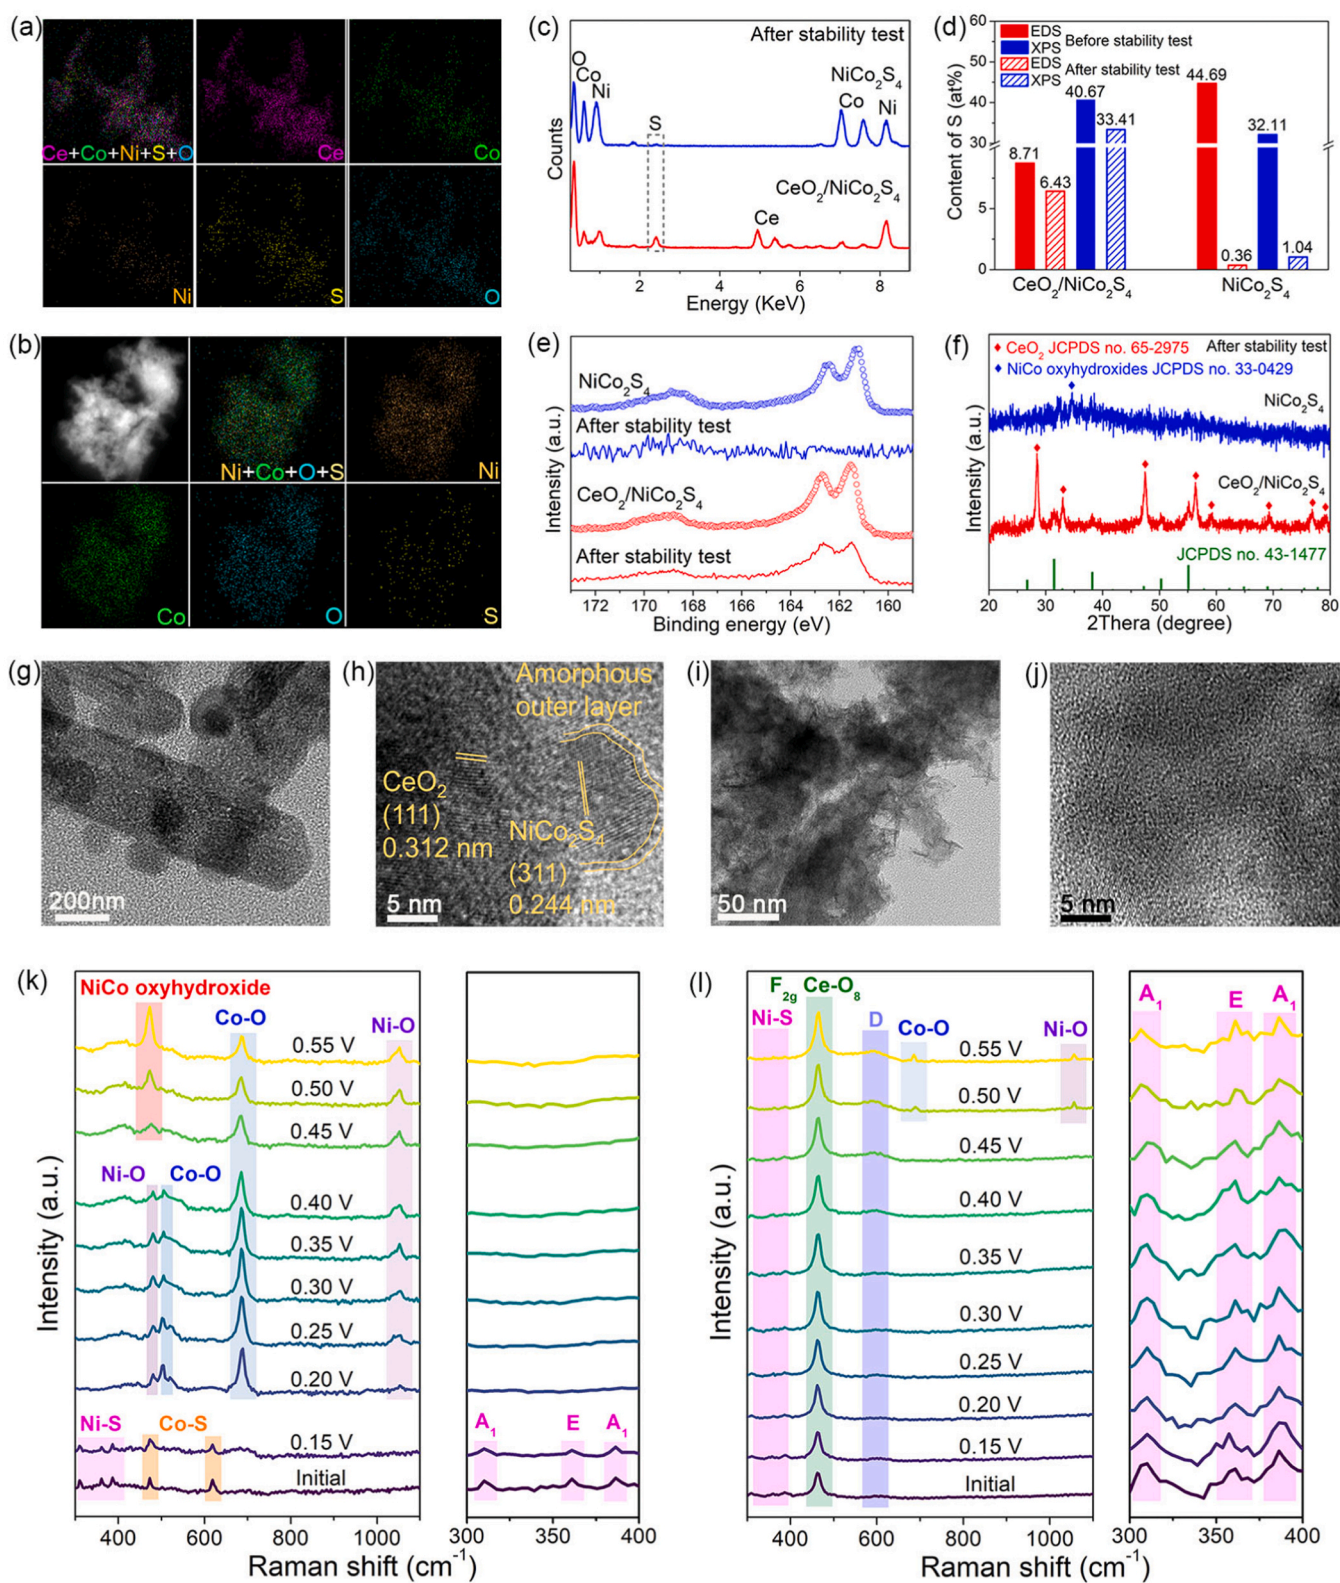 (a)
Ce+Co+Ni+S+O
Ce
Co
Ni
S
O
(b)
Ni+Co+O+S
Ni
Co
O
S
(c)
After stability test
O
Co
Ni
NiCo₂S₄
Co
Ni
S
CeO₂/NiCo₂S₄
Ce
Counts
2 4 6 8
Energy (KeV)
(d)
EDS
XPS
Before stability test
EDS
XPS
After stability test
60
50
40
30
5
0
Content of S (at%)
8.71
6.43
40.67
33.41
44.69
0.36
32.11
1.04
CeO₂/NiCo₂S₄
NiCo₂S₄
(e)
NiCo₂S₄
After stability test
CeO₂/NiCo₂S₄
After stability test
Intensity (a.u.)
172 170 168 166 164 162 160
Binding energy (eV)
(f)
CeO₂ JCPDS no. 65-2975
After stability test
NiCo oxyhydroxides JCPDS no. 33-0429
NiCo₂S₄
CeO₂/NiCo₂S₄
JCPDS no. 43-1477
Intensity (a.u.)
20 30 40 50 60 70 80
2Thera (degree)
(g)
200nm
(h)
Amorphous
outer layer
CeO₂
(111)
0.312 nm
NiCo₂S₄
(311)
0.244 nm
5 nm
(i)
50 nm
(j)
5 nm
(k)
NiCo oxyhydroxide
Co-O
Ni-O
0.55 V
0.50 V
0.45 V
Ni-O
Co-O
0.40 V
0.35 V
0.30 V
0.25 V
0.20 V
Ni-S
Co-S
0.15 V
Initial
A₁
E
A₁
Intensity (a.u.)
400 600 800 1000
300 350 400
Raman shift (cm⁻¹)
(l)
F₂g Ce-O₈
Ni-S
D
Co-O
Ni-O
0.55 V
0.50 V
0.45 V
0.40 V
0.35 V
0.30 V
0.25 V
0.20 V
0.15 V
Initial
A₁
E
A₁
Intensity (a.u.)
400 600 800 1000
300 350 400
Raman shift (cm⁻¹)